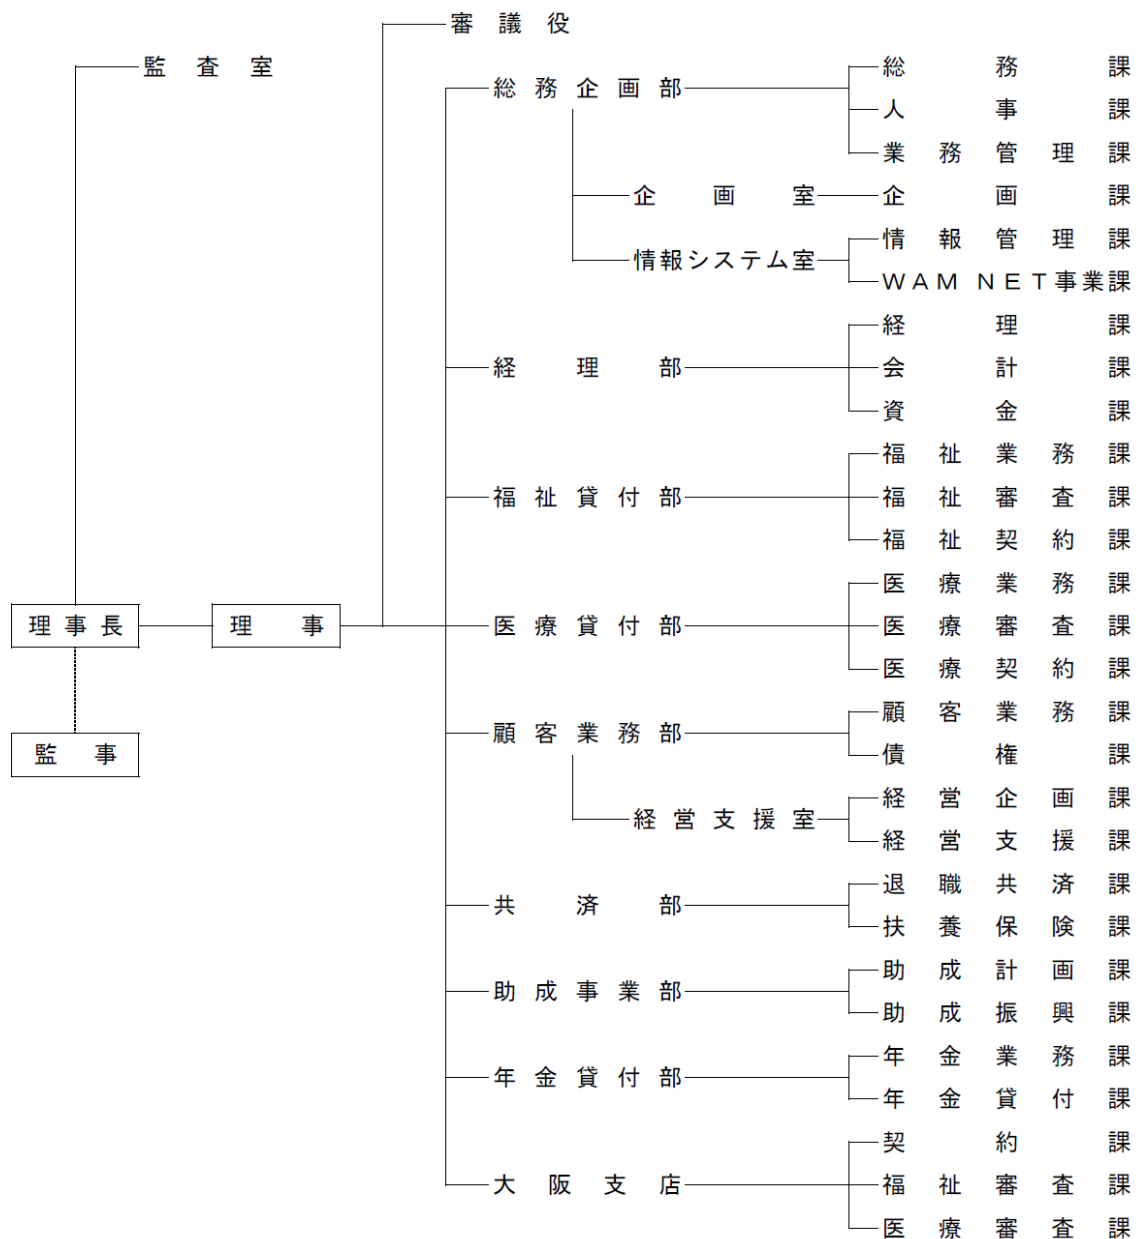 審議役
監査室
総務企画部
総務課
人事課
業務管理課
企画室
企画課
情報システム室
情報管理課
WAM NET事業課
経理部
経理課
会計課
資金課
福祉貸付部
福祉業務課
福祉審査課
福祉契約課
理事長
理事
医療貸付部
医療業務課
医療審査課
医療契約課
監事
顧客業務部
顧客業務課
債権課
経営支援室
経営企画課
経営支援課
共済部
退職共済課
扶養保険課
助成事業部
助成計画課
助成振興課
年金貸付部
年金業務課
年金貸付課
大阪支店
契約課
福祉審査課
医療審査課